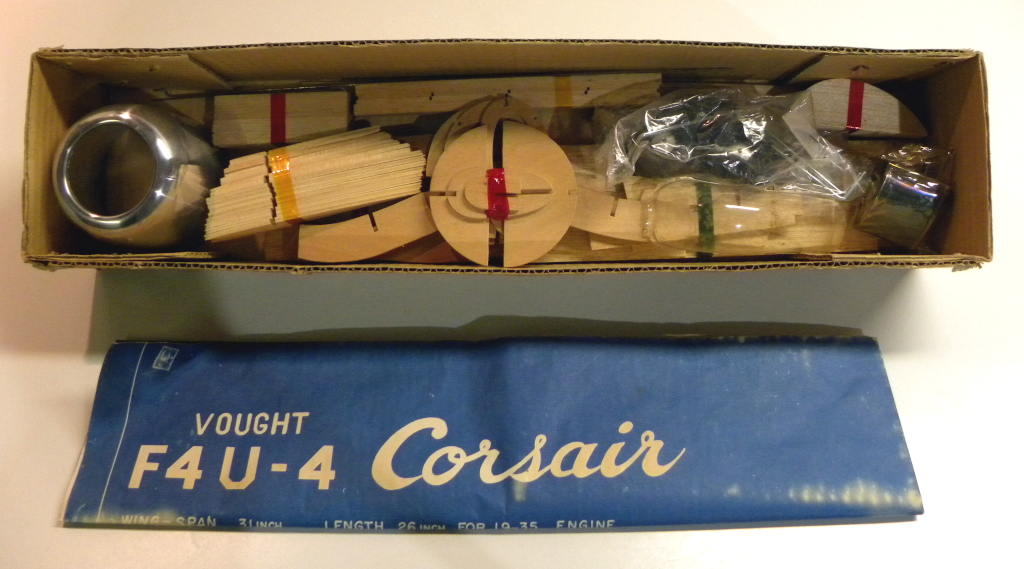 VOUGHT
F4U-4 Corsair
WING-SPAN 31INCH LENGTH 26INCH FOR 19-35 ENGINE